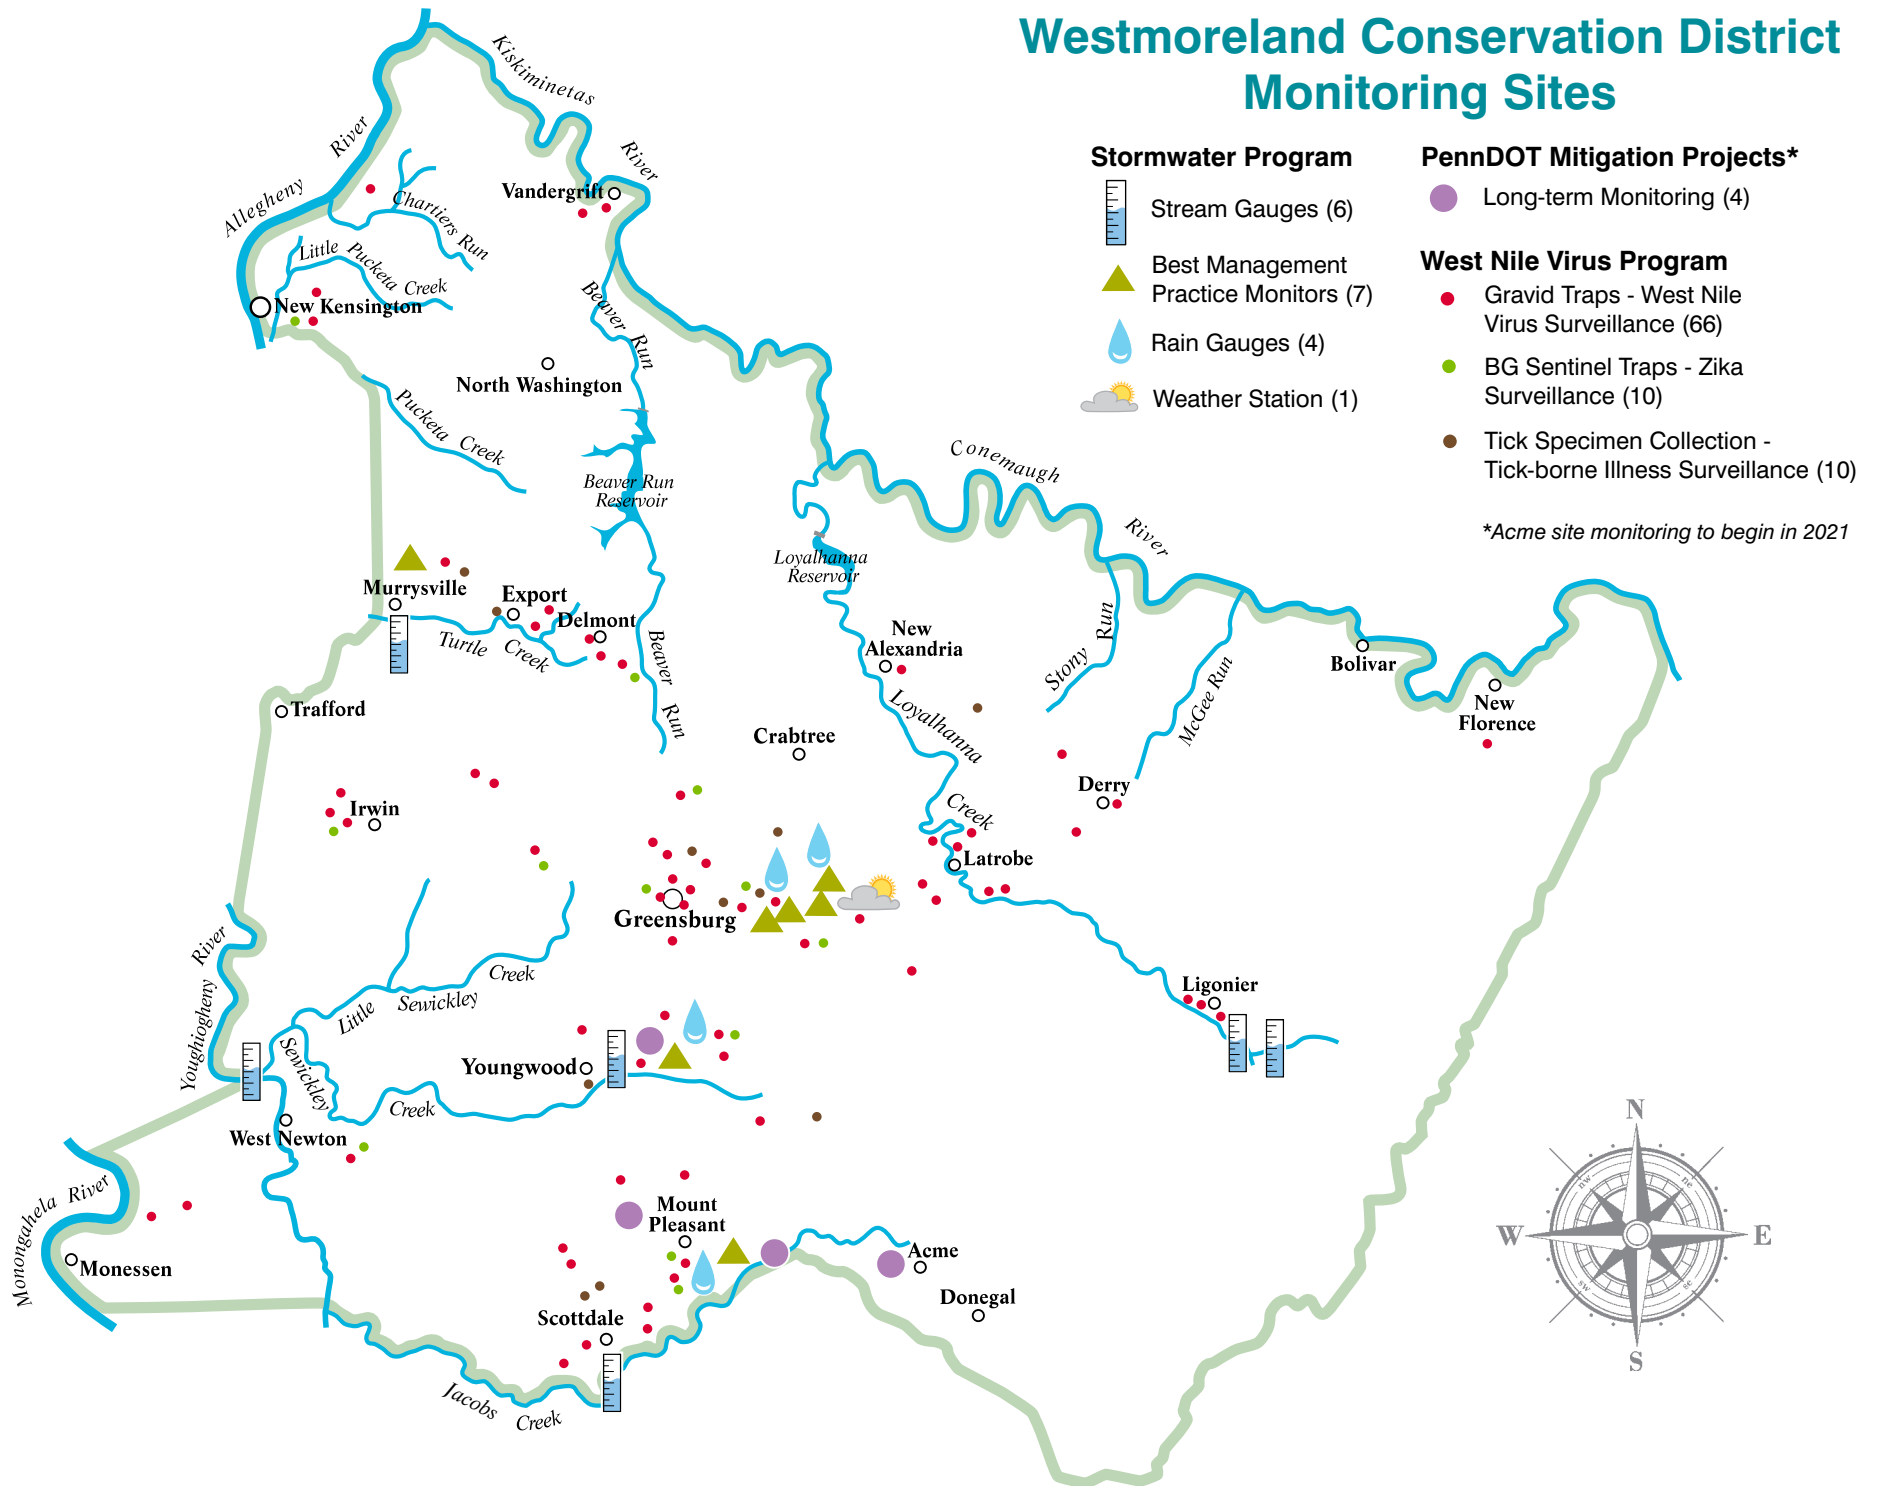 Westmoreland Conservation District
Monitoring Sites
Stormwater Program
Stream Gauges (6)
Best Management
Practice Monitors (7)
Rain Gauges (4)
Weather Station (1)
PennDOT Mitigation Projects*
Long-term Monitoring (4)
West Nile Virus Program
Gravid Traps - West Nile
Virus Surveillance (66)
BG Sentinel Traps - Zika
Surveillance (10)
Tick Specimen Collection -
Tick-borne Illness Surveillance (10)
*Acme site monitoring to begin in 2021
Kiskiminetas
River
Allegheny
River
Vandergrift
Chartiers Run
Little Pucketa Creek
New Kensington
Beaver Run
North Washington
Pucketa Creek
Beaver Run
Reservoir
Conemaugh
River
Loyalhanna
Reservoir
Murrysville
Export
Delmont
Turtle Creek
Beaver Run
New
Alexandria
Stony Run
McGee Run
Bolivar
New
Florence
Trafford
Loyalhanna
Creek
Crabtree
Derry
Irwin
Latrobe
Greensburg
Youghiogheny River
Little Sewickley Creek
Ligonier
Sewickley
Creek
Youngwood
West Newton
Monongahela River
Monessen
Mount
Pleasant
Acme
Donegal
Scottdale
Jacobs
Creek
N
nw
ne
W
E
sw
se
S